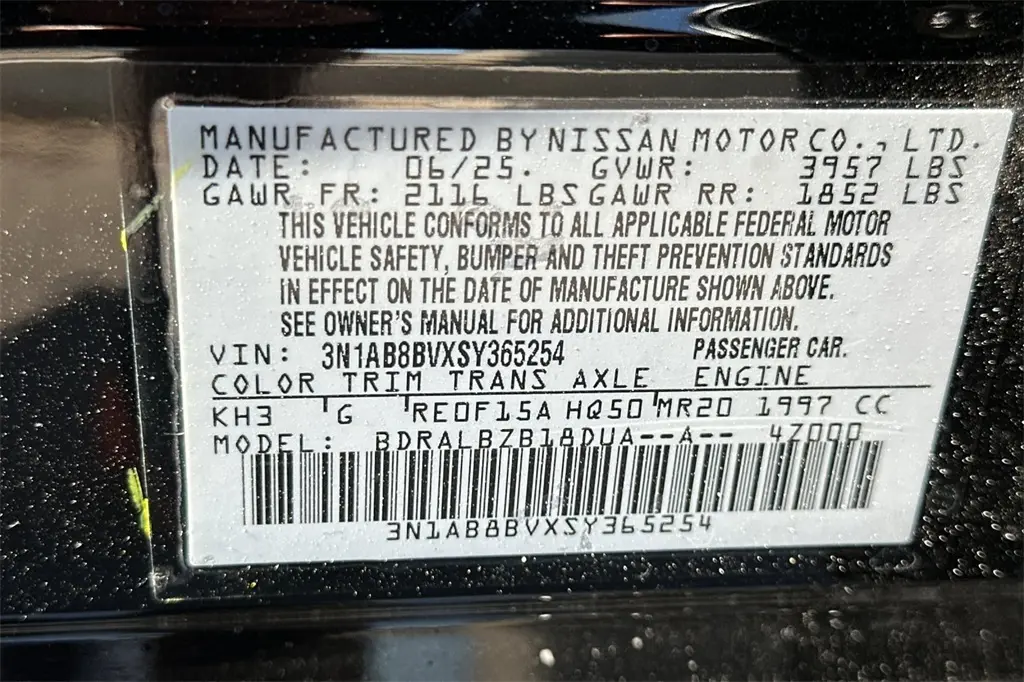 MANUFACTURED BY NISSAN MOTOR CO., LTD.
DATE: 06/25. GVWR: 3957 LBS
GAWR FR: 2116 LBS GAWR RR: 1852 LBS
THIS VEHICLE CONFORMS TO ALL APPLICABLE FEDERAL MOTOR
VEHICLE SAFETY, BUMPER AND THEFT PREVENTION STANDARDS
IN EFFECT ON THE DATE OF MANUFACTURE SHOWN ABOVE.
SEE OWNER'S MANUAL FOR ADDITIONAL INFORMATION.
VIN: 3N1AB8BVXSY365254 PASSENGER CAR.
COLOR TRIM TRANS AXLE ENGINE
KH3 G RE0F15A HQ50 MR20 1997 CC
MODEL: BDRALBZB18DUA--A-- 4Z000
3N1AB8BVXSY365254